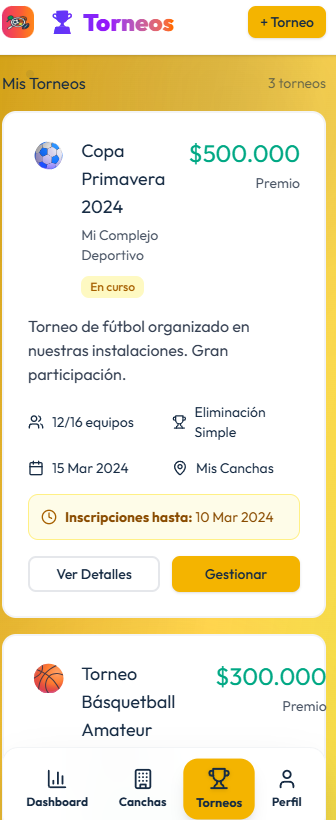 Torneos
+ Torneo
Mis Torneos
3 torneos
Copa
Primavera
2024
$500.000
Premio
Mi Complejo
Deportivo
En curso
Torneo de fútbol organizado en
nuestras instalaciones. Gran
participación.
12/16 equipos
Eliminación
Simple
15 Mar 2024
Mis Canchas
Inscripciones hasta: 10 Mar 2024
Ver Detalles
Gestionar
Torneo
Básquetball
Amateur
$300.000
Premio
Dashboard
Canchas
Torneos
Perfil